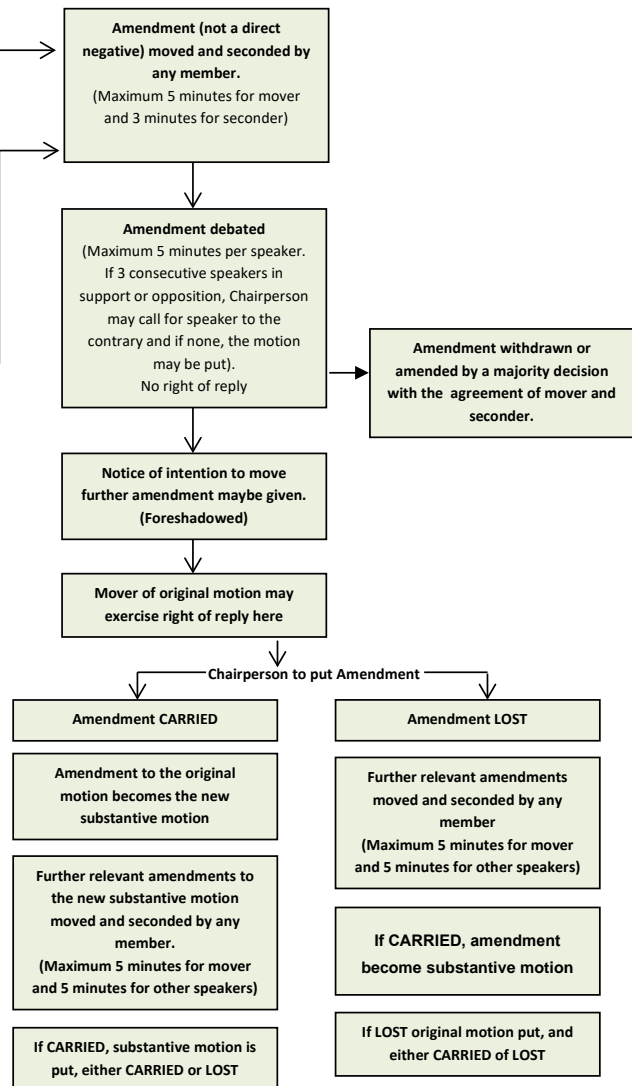 Amendment (not a direct
negative) moved and seconded by
any member.
(Maximum 5 minutes for mover
and 3 minutes for seconder)
Amendment debated
(Maximum 5 minutes per speaker.
If 3 consecutive speakers in
support or opposition, Chairperson
may call for speaker to the
contrary and if none, the motion
may be put).
No right of reply
Amendment withdrawn or
amended by a majority decision
with the agreement of mover and
seconder.
Notice of intention to move
further amendment maybe given.
(Foreshadowed)
Mover of original motion may
exercise right of reply here
Chairperson to put Amendment
Amendment CARRIED
Amendment to the original
motion becomes the new
substantive motion
Further relevant amendments to
the new substantive motion
moved and seconded by any
member.
(Maximum 5 minutes for mover
and 5 minutes for other speakers)
If CARRIED, substantive motion is
put, either CARRIED or LOST
Amendment LOST
Further relevant amendments
moved and seconded by any
member
(Maximum 5 minutes for mover
and 5 minutes for other speakers)
If CARRIED, amendment
become substantive motion
If LOST original motion put, and
either CARRIED of LOST